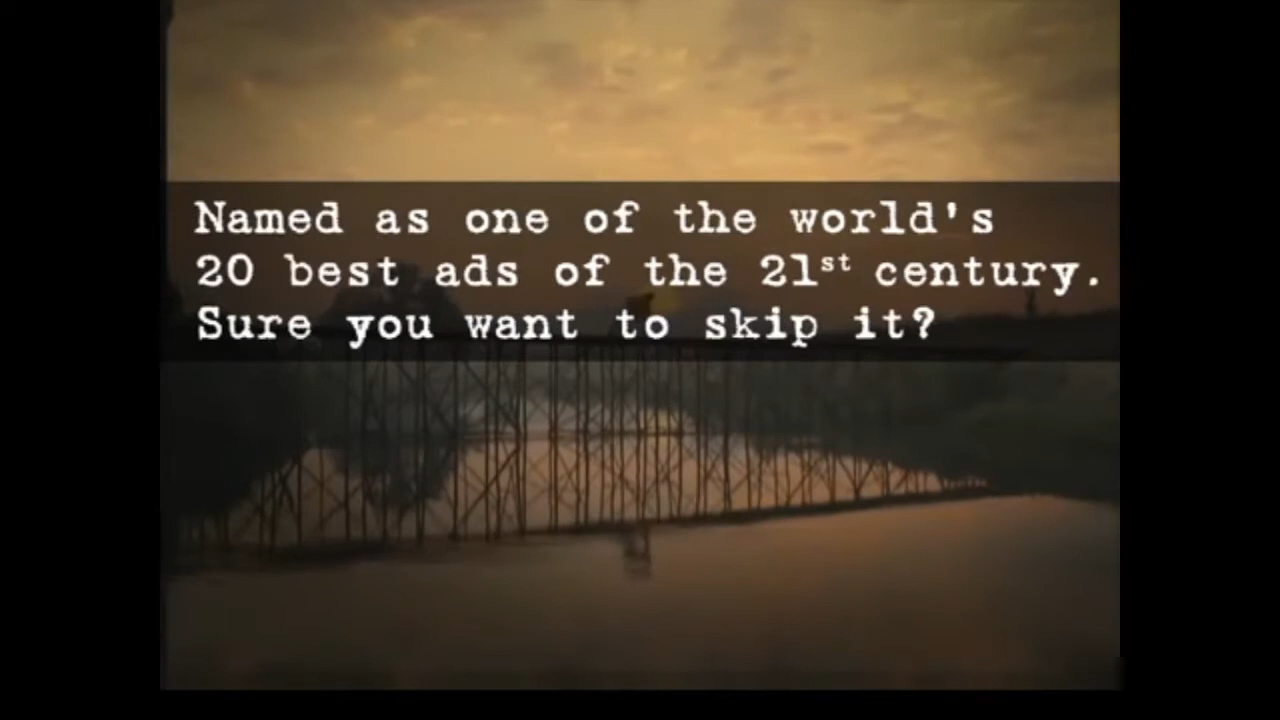 Named as one of the world's
20 best ads of the 21st century.
Sure you want to skip it?